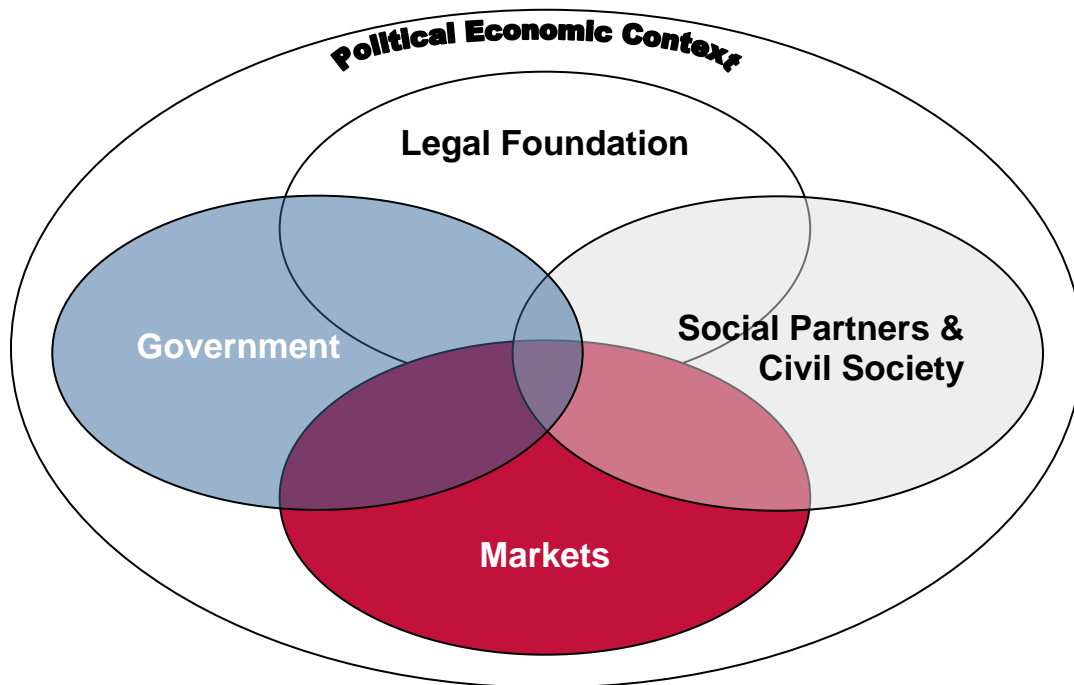 Political Economic Context
Legal Foundation
Government
Social Partners &
Civil Society
Markets